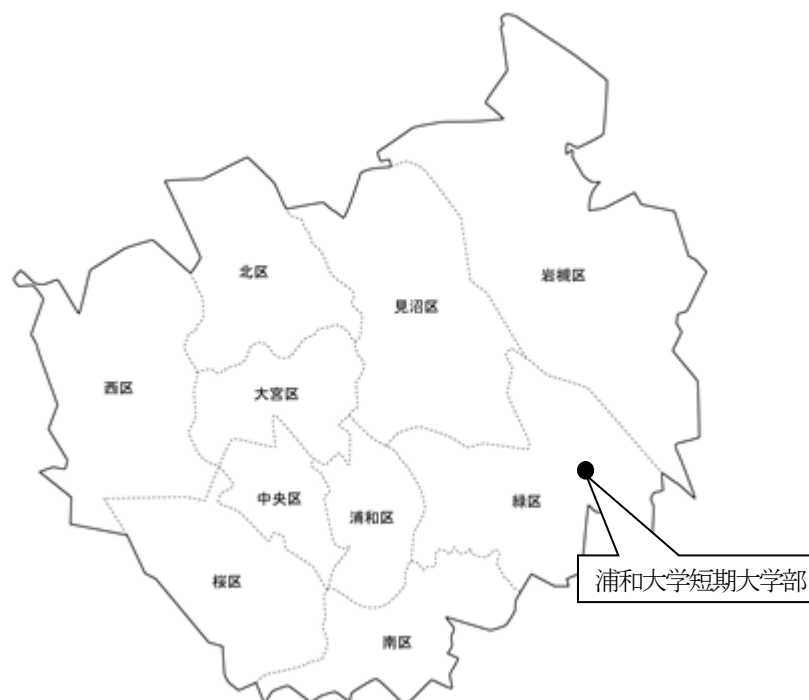 北区
岩槻区
見沼区
西区
大宮区
中央区
緑区
浦和区
桜区
浦和大学短期大学部
南区